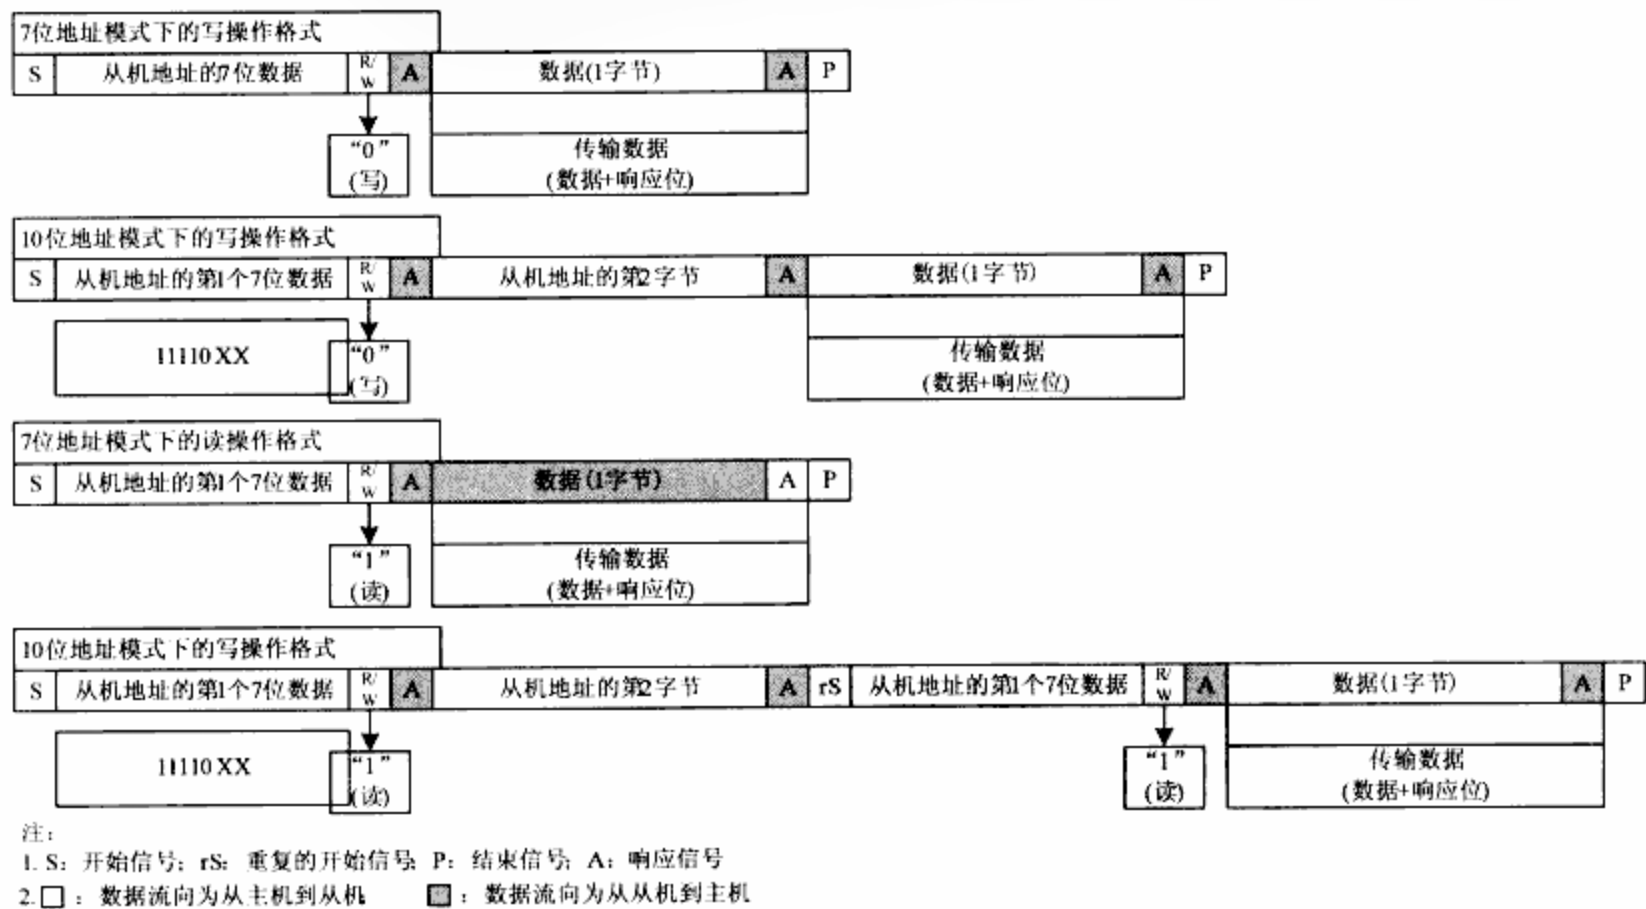 7位地址模式下的写操作格式
S 从机地址的7位数据 R/W A 数据(1字节) A P
“0” 传输数据
(写) (数据+响应位)
10位地址模式下的写操作格式
S 从机地址的第1个7位数据 R/W A 从机地址的第2字节 A 数据(1字节) A P
11110XX “0” 传输数据
(写) (数据+响应位)
7位地址模式下的读操作格式
S 从机地址的第1个7位数据 R/W A 数据(1字节) A P
“1” 传输数据
(读) (数据+响应位)
10位地址模式下的写操作格式
S 从机地址的第1个7位数据 R/W A 从机地址的第2字节 A rS 从机地址的第1个7位数据 R/W A 数据(1字节) A P
11110XX “1” “1” 传输数据
(读) (读) (数据+响应位)
注:
1. S: 开始信号; rS: 重复的开始信号; P: 结束信号; A: 响应信号
2. : 数据流向为从主机到从机 : 数据流向为从从机到主机